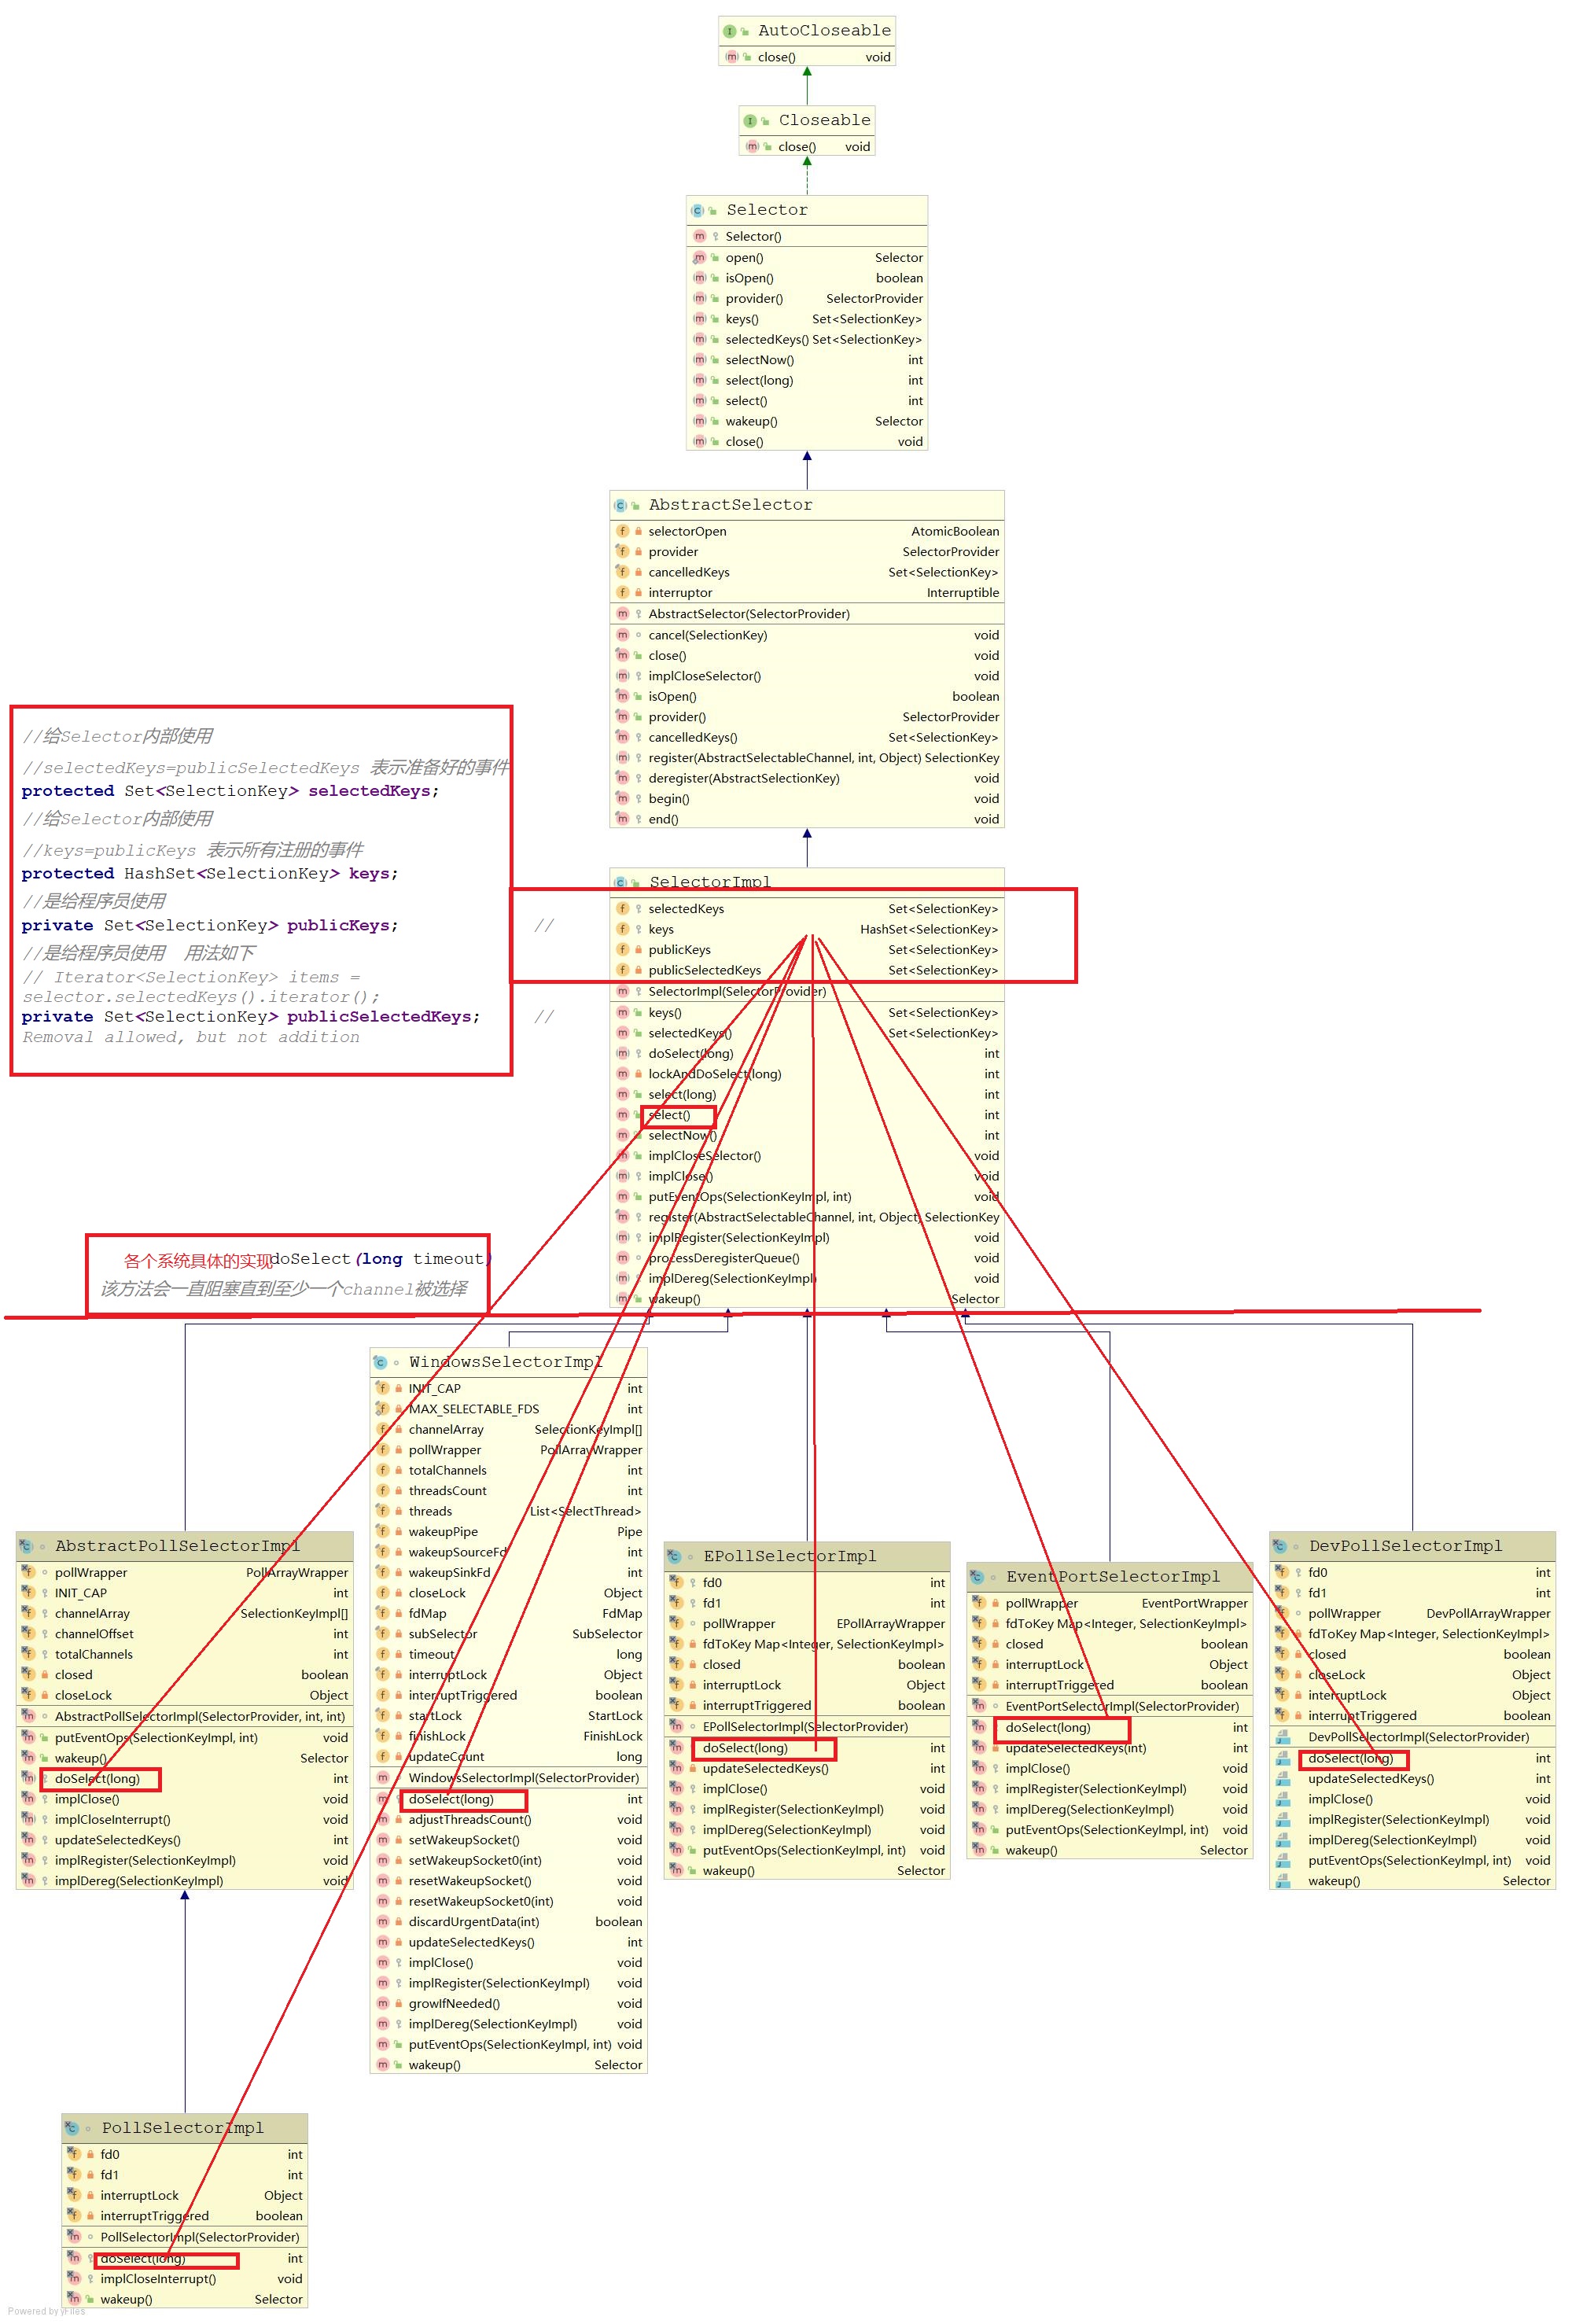 AutoCloseable
close() void
Closeable
close() void
Selector
Selector()
open() Selector
isOpen() boolean
provider() SelectorProvider
keys() Set<SelectionKey>
selectedKeys() Set<SelectionKey>
selectNow() int
select(long) int
select() int
wakeup() Selector
close() void
AbstractSelector
selectorOpen AtomicBoolean
provider SelectorProvider
cancelledKeys Set<SelectionKey>
interruptor Interruptible
AbstractSelector(SelectorProvider)
cancel(SelectionKey) void
close() void
implCloseSelector() void
isOpen() boolean
provider() SelectorProvider
cancelledKeys() Set<SelectionKey>
register(AbstractSelectableChannel, int, Object) SelectionKey
deregister(AbstractSelectionKey) void
begin() void
end() void
//给Selector内部使用
//selectedKeys=publicSelectedKeys 表示准备好的事件
protected Set<SelectionKey> selectedKeys;
//给Selector内部使用
//keys=publicKeys 表示所有注册的事件
protected HashSet<SelectionKey> keys;
//是给程序员使用
private Set<SelectionKey> publicKeys; //
//是给程序员使用 用法如下
// Iterator<SelectionKey> items =
selector.selectedKeys().iterator();
private Set<SelectionKey> publicSelectedKeys; //
Removal allowed, but not addition
SelectorImpl
selectedKeys Set<SelectionKey>
keys HashSet<SelectionKey>
publicKeys Set<SelectionKey>
publicSelectedKeys Set<SelectionKey>
SelectorImpl(SelectorProvider)
keys() Set<SelectionKey>
selectedKeys() Set<SelectionKey>
doSelect(long) int
lockAndDoSelect(long) int
select(long) int
select() int
selectNow() int
implCloseSelector() void
implClose() void
putEventOps(SelectionKeyImpl, int) void
register(AbstractSelectableChannel, int, Object) SelectionKey
implRegister(SelectionKeyImpl) void
processDeregisterQueue() void
implDereg(SelectionKeyImpl) void
wakeup() Selector
各个系统具体的实现doSelect(long timeout)
该方法会一直阻塞直到至少一个channel被选择
AbstractPollSelectorImpl
pollWrapper PollArrayWrapper
INIT_CAP int
channelArray SelectionKeyImpl[]
channelOffset int
totalChannels int
closed boolean
closeLock Object
AbstractPollSelectorImpl(SelectorProvider, int, int)
putEventOps(SelectionKeyImpl, int) void
wakeup() Selector
doSelect(long) int
implClose() void
implCloseInterrupt() void
updateSelectedKeys() int
implRegister(SelectionKeyImpl) void
implDereg(SelectionKeyImpl) void
WindowsSelectorImpl
INIT_CAP int
MAX_SELECTABLE_FDS int
channelArray SelectionKeyImpl[]
pollWrapper PollArrayWrapper
totalChannels int
threadsCount int
threads List<SelectThread>
wakeupPipe Pipe
wakeupSourceFd int
wakeupSinkFd int
closeLock Object
fdMap FdMap
subSelector SubSelector
timeout long
interruptLock Object
interruptTriggered boolean
startLock StartLock
finishLock FinishLock
updateCount long
WindowsSelectorImpl(SelectorProvider)
doSelect(long) int
adjustThreadsCount() void
setWakeupSocket() void
setWakeupSocket0(int) void
resetWakeupSocket() void
resetWakeupSocket0(int) void
discardUrgentData(int) boolean
updateSelectedKeys() int
implClose() void
implRegister(SelectionKeyImpl) void
growIfNeeded() void
implDereg(SelectionKeyImpl) void
putEventOps(SelectionKeyImpl, int) void
wakeup() Selector
EPollSelectorImpl
fd0 int
fd1 int
pollWrapper EPollArrayWrapper
fdToKey Map<Integer, SelectionKeyImpl>
closed boolean
interruptLock Object
interruptTriggered boolean
EPollSelectorImpl(SelectorProvider)
doSelect(long) int
updateSelectedKeys() int
implClose() void
implRegister(SelectionKeyImpl) void
implDereg(SelectionKeyImpl) void
putEventOps(SelectionKeyImpl, int) void
wakeup() Selector
EventPortSelectorImpl
pollWrapper EventPortWrapper
fdToKey Map<Integer, SelectionKeyImpl>
closed boolean
interruptLock Object
interruptTriggered boolean
EventPortSelectorImpl(SelectorProvider)
doSelect(long) int
updateSelectedKeys(int) int
implClose() void
implRegister(SelectionKeyImpl) void
implDereg(SelectionKeyImpl) void
putEventOps(SelectionKeyImpl, int) void
wakeup() Selector
DevPollSelectorImpl
fd0 int
fd1 int
pollWrapper DevPollArrayWrapper
fdToKey Map<Integer, SelectionKeyImpl>
closed boolean
closeLock Object
interruptLock Object
interruptTriggered boolean
DevPollSelectorImpl(SelectorProvider)
doSelect(long) int
updateSelectedKeys() int
implClose() void
implRegister(SelectionKeyImpl) void
implDereg(SelectionKeyImpl) void
putEventOps(SelectionKeyImpl, int) void
wakeup() Selector
PollSelectorImpl
fd0 int
fd1 int
interruptLock Object
interruptTriggered boolean
PollSelectorImpl(SelectorProvider)
doSelect(long) int
implCloseInterrupt() void
wakeup() Selector
Powered by yFiles